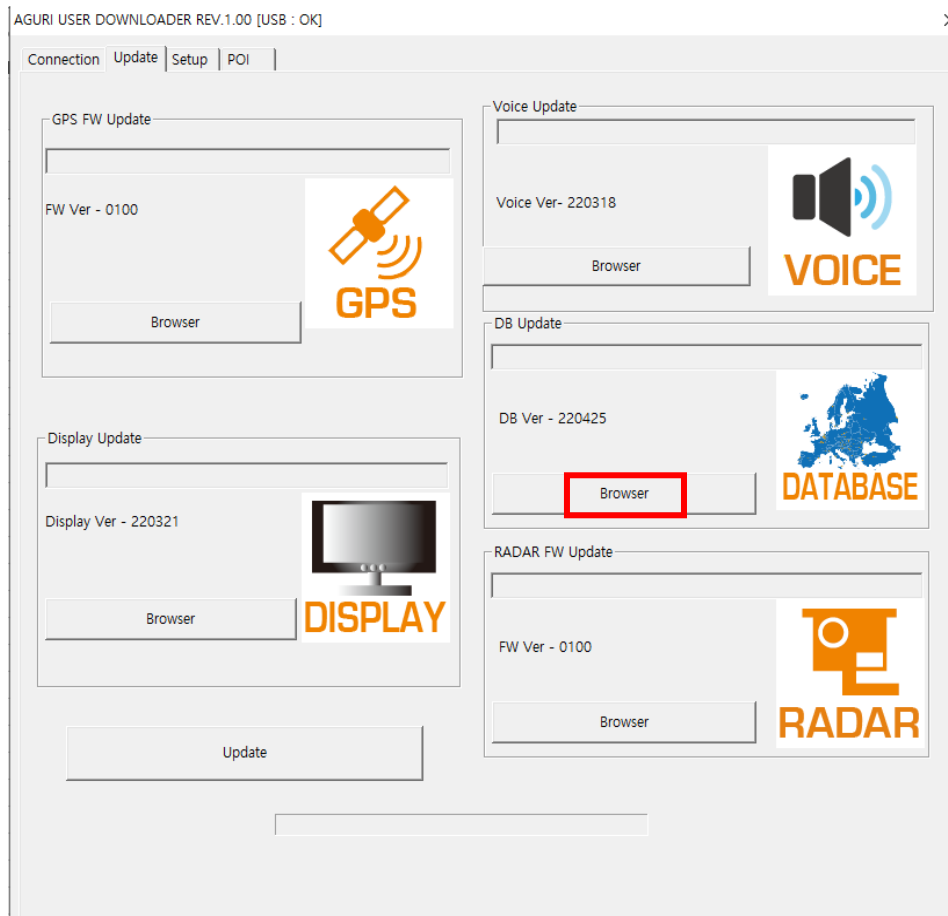 AGURI USER DOWNLOADER REV.1.00 [USB : OK]
Connection Update Setup POI
GPS FW Update
FW Ver - 0100
GPS
Browser
Voice Update
Voice Ver- 220318
Browser
VOICE
DB Update
DB Ver - 220425
Browser
DATABASE
Display Update
Display Ver - 220321
Browser
DISPLAY
RADAR FW Update
FW Ver - 0100
Browser
RADAR
Update